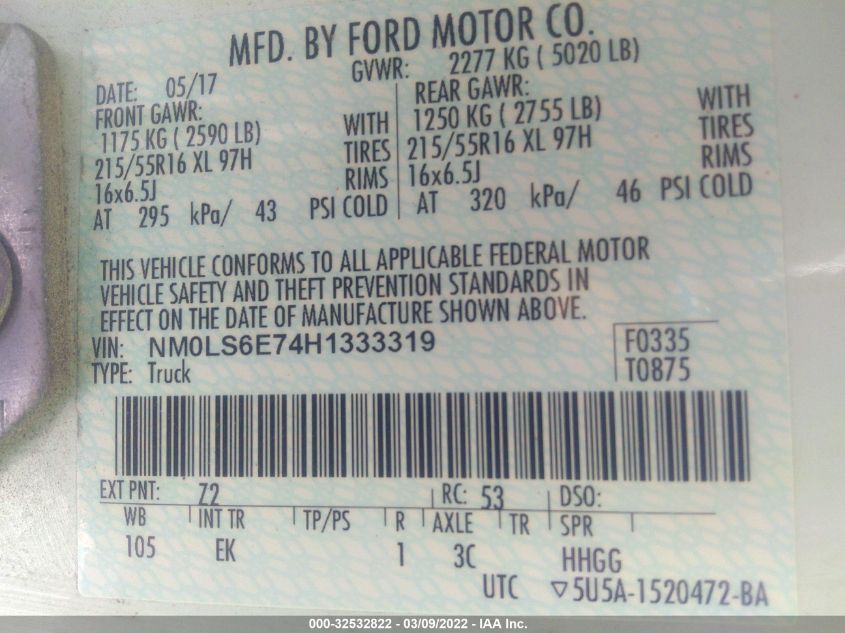 MFD. BY FORD MOTOR CO.
DATE: 05/17 GVWR: 2277 KG ( 5020 LB)
FRONT GAWR: REAR GAWR:
1175 KG ( 2590 LB) WITH 1250 KG ( 2755 LB) WITH
215/55R16 XL 97H TIRES 215/55R16 XL 97H TIRES
16x6.5J RIMS 16x6.5J RIMS
AT 295 kPa/ 43 PSI COLD AT 320 kPa/ 46 PSI COLD
THIS VEHICLE CONFORMS TO ALL APPLICABLE FEDERAL MOTOR
VEHICLE SAFETY AND THEFT PREVENTION STANDARDS IN
EFFECT ON THE DATE OF MANUFACTURE SHOWN ABOVE.
VIN: NM0LS6E74H1333319 F0335
TYPE: Truck T0875
EXT PNT: Z2 RC: 53 DSO:
WB INT TR TP/PS R AXLE TR SPR
105 EK 1 3C HHGG
UTC ▽5U5A-1520472-BA
000-32532822 - 03/09/2022 - IAA Inc.